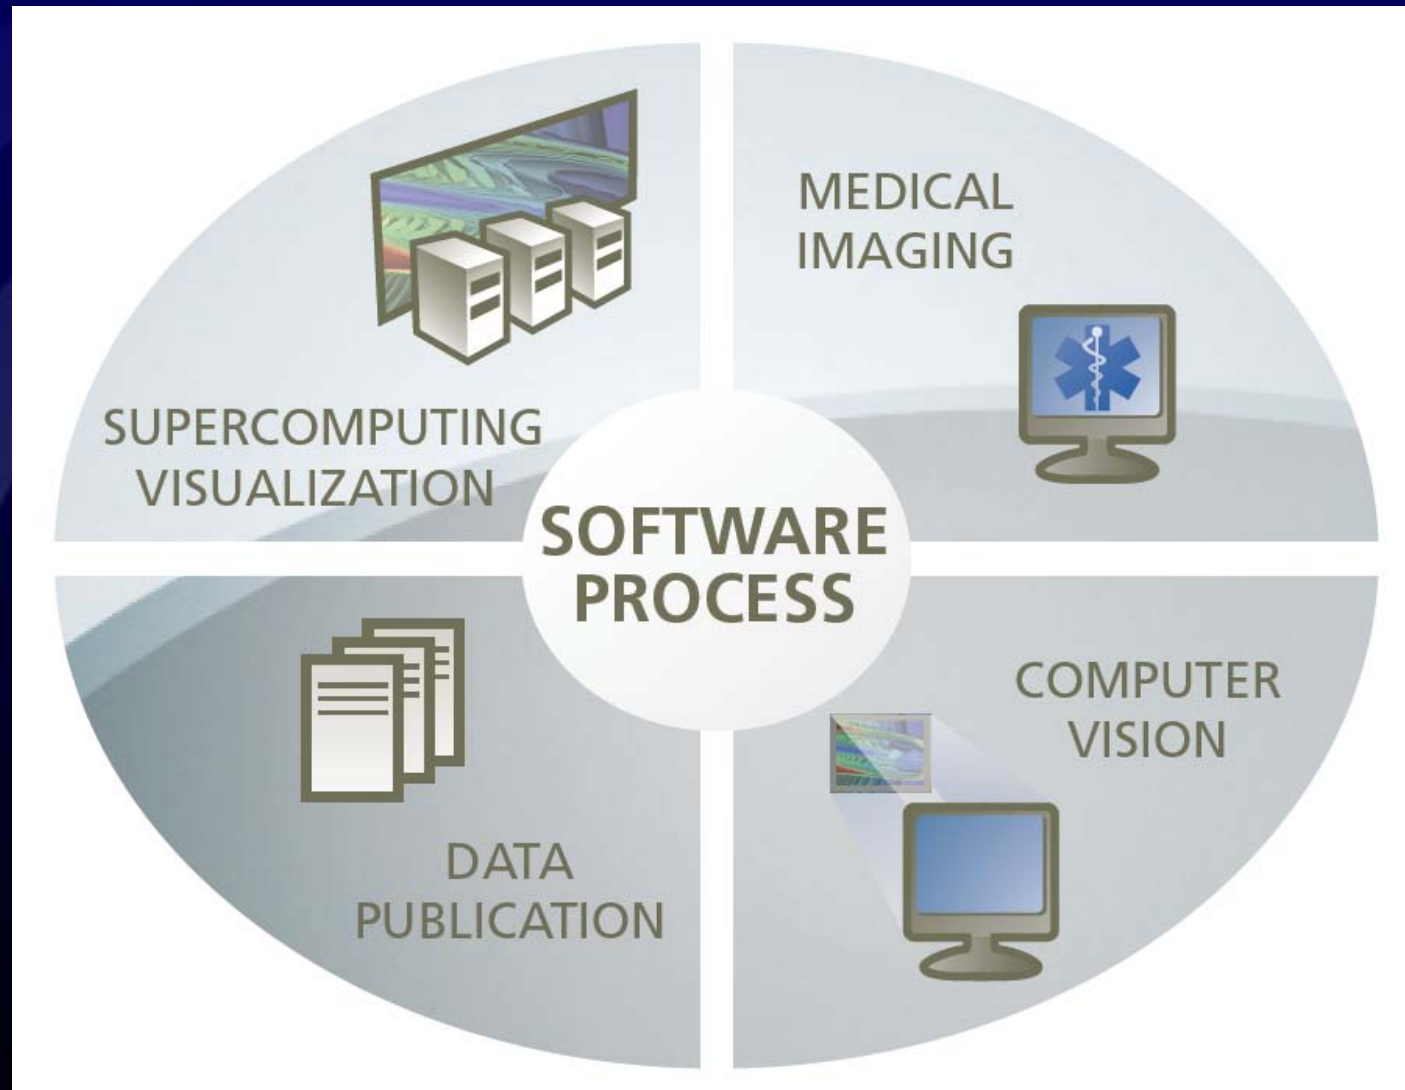 SUPERCOMPUTING
VISUALIZATION
MEDICAL
IMAGING
SOFTWARE
PROCESS
DATA
PUBLICATION
COMPUTER
VISION